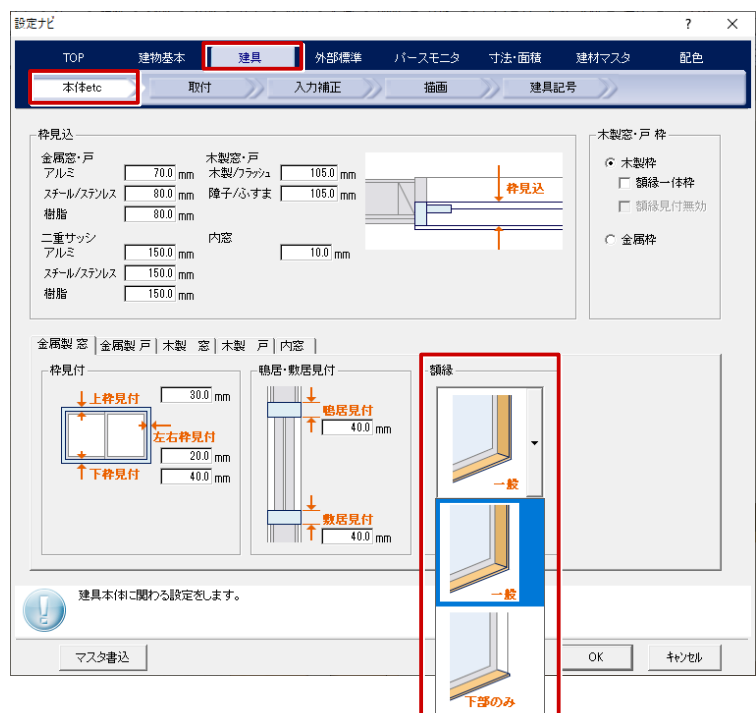 設定ナビ ? ×
TOP 建物基本 建具 外部標準 パースモニタ 寸法・面積 建材マスタ 配色
本体etc 取付 入力補正 描画 建具記号
枠見込
金属窓・戸
アルミ 70.0 mm
スチール/ステンレス 80.0 mm
樹脂 80.0 mm
二重サッシ
アルミ 150.0 mm
スチール/ステンレス 150.0 mm
樹脂 150.0 mm
木製窓・戸
木製/フラッシュ 105.0 mm
障子/ふすま 105.0 mm
内窓
10.0 mm
枠見込
木製窓・戸 枠
木製枠
額縁一体枠
額縁見付無効
金属枠
金属製 窓 金属製 戸 木製 窓 木製 戸 内窓
枠見付
上枠見付 30.0 mm
左右枠見付
20.0 mm
下枠見付 40.0 mm
鴨居・敷居見付
鴨居見付
40.0 mm
敷居見付
40.0 mm
額縁
一般
一般
下部のみ
建具本体に関わる設定をします。
マスタ書込 OK キャンセル